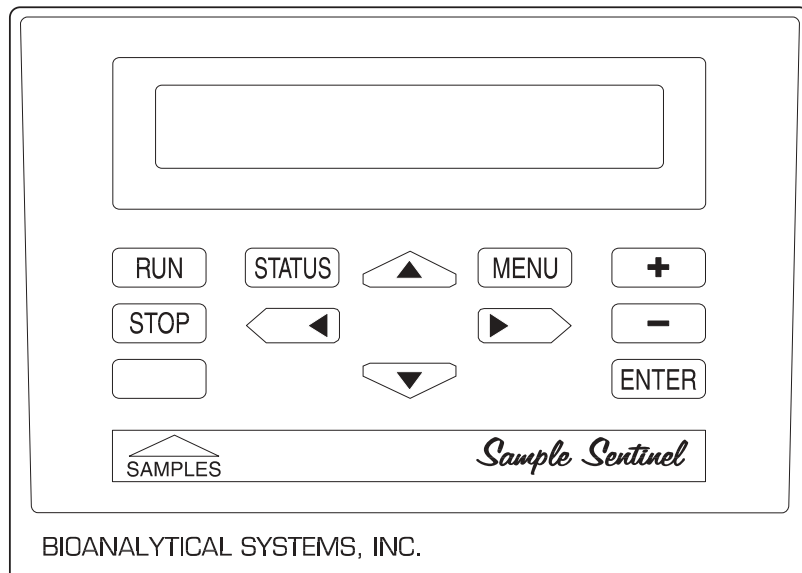 RUN STATUS MENU +
STOP −
ENTER
SAMPLES Sample Sentinel
BIOANALYTICAL SYSTEMS, INC.